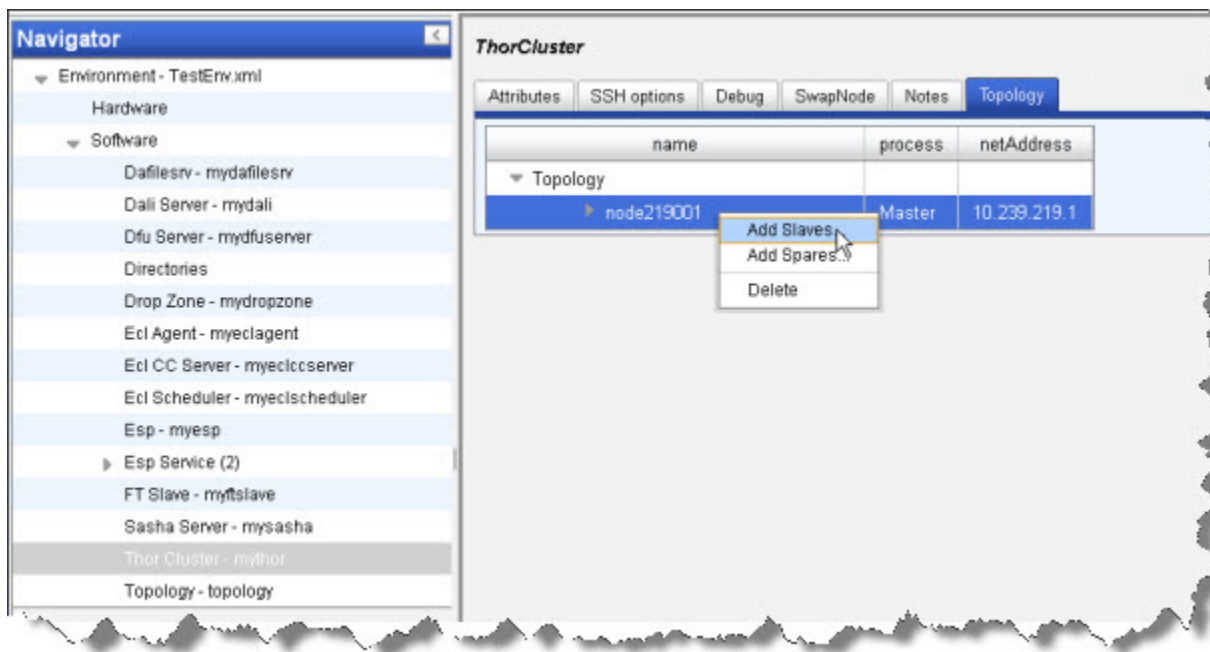 Navigator
Environment - TestEnv.xml
Hardware
Software
Dafilesrv - mydafilesrv
Dali Server - mydali
Dfu Server - mydfuserver
Directories
Drop Zone - mydropzone
Ecl Agent - myeclagent
Ecl CC Server - myeclccserver
Ecl Scheduler - myeclscheduler
Esp - myesp
Esp Service (2)
FT Slave - myftslave
Sasha Server - mysasha
Thor Cluster - mythor
Topology - topology
ThorCluster
Attributes SSH options Debug SwapNode Notes Topology
name process netAddress
Topology
node219001 Master 10.239.219.1
Add Slaves...
Add Spares...
Delete